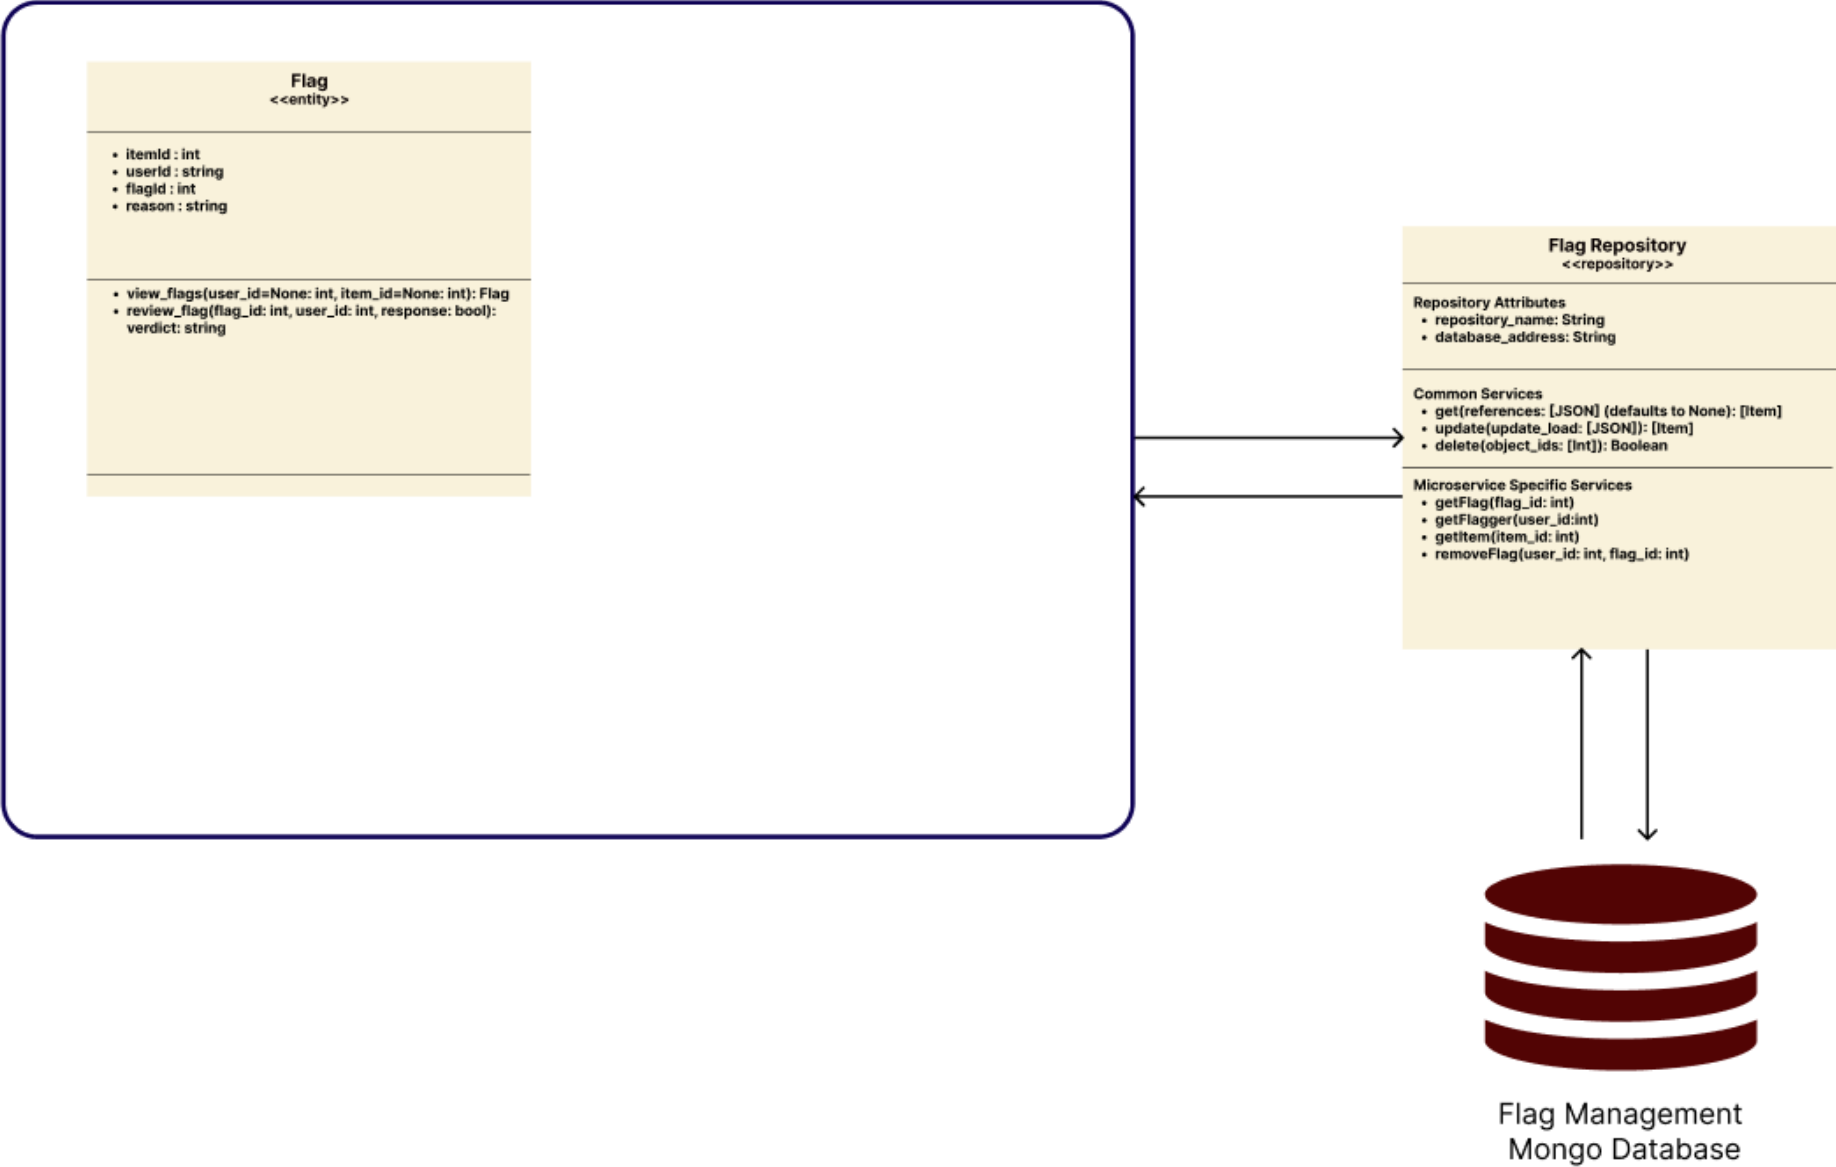 Flag
<<entity>>
• itemId : int
• userId : string
• flagId : int
• reason : string
• view_flags(user_id=None: int, item_id=None: int): Flag
• review_flag(flag_id: int, user_id: int, response: bool):
verdict: string
Flag Repository
<<repository>>
Repository Attributes
• repository_name: String
• database_address: String
Common Services
• get(references: [JSON] (defaults to None): [Item]
• update(update_load: [JSON]): [Item]
• delete(object_ids: [Int]): Boolean
Microservice Specific Services
• getFlag(flag_id: int)
• getFlagger(user_id:int)
• getItem(item_id: int)
• removeFlag(user_id: int, flag_id: int)
Flag Management
Mongo Database